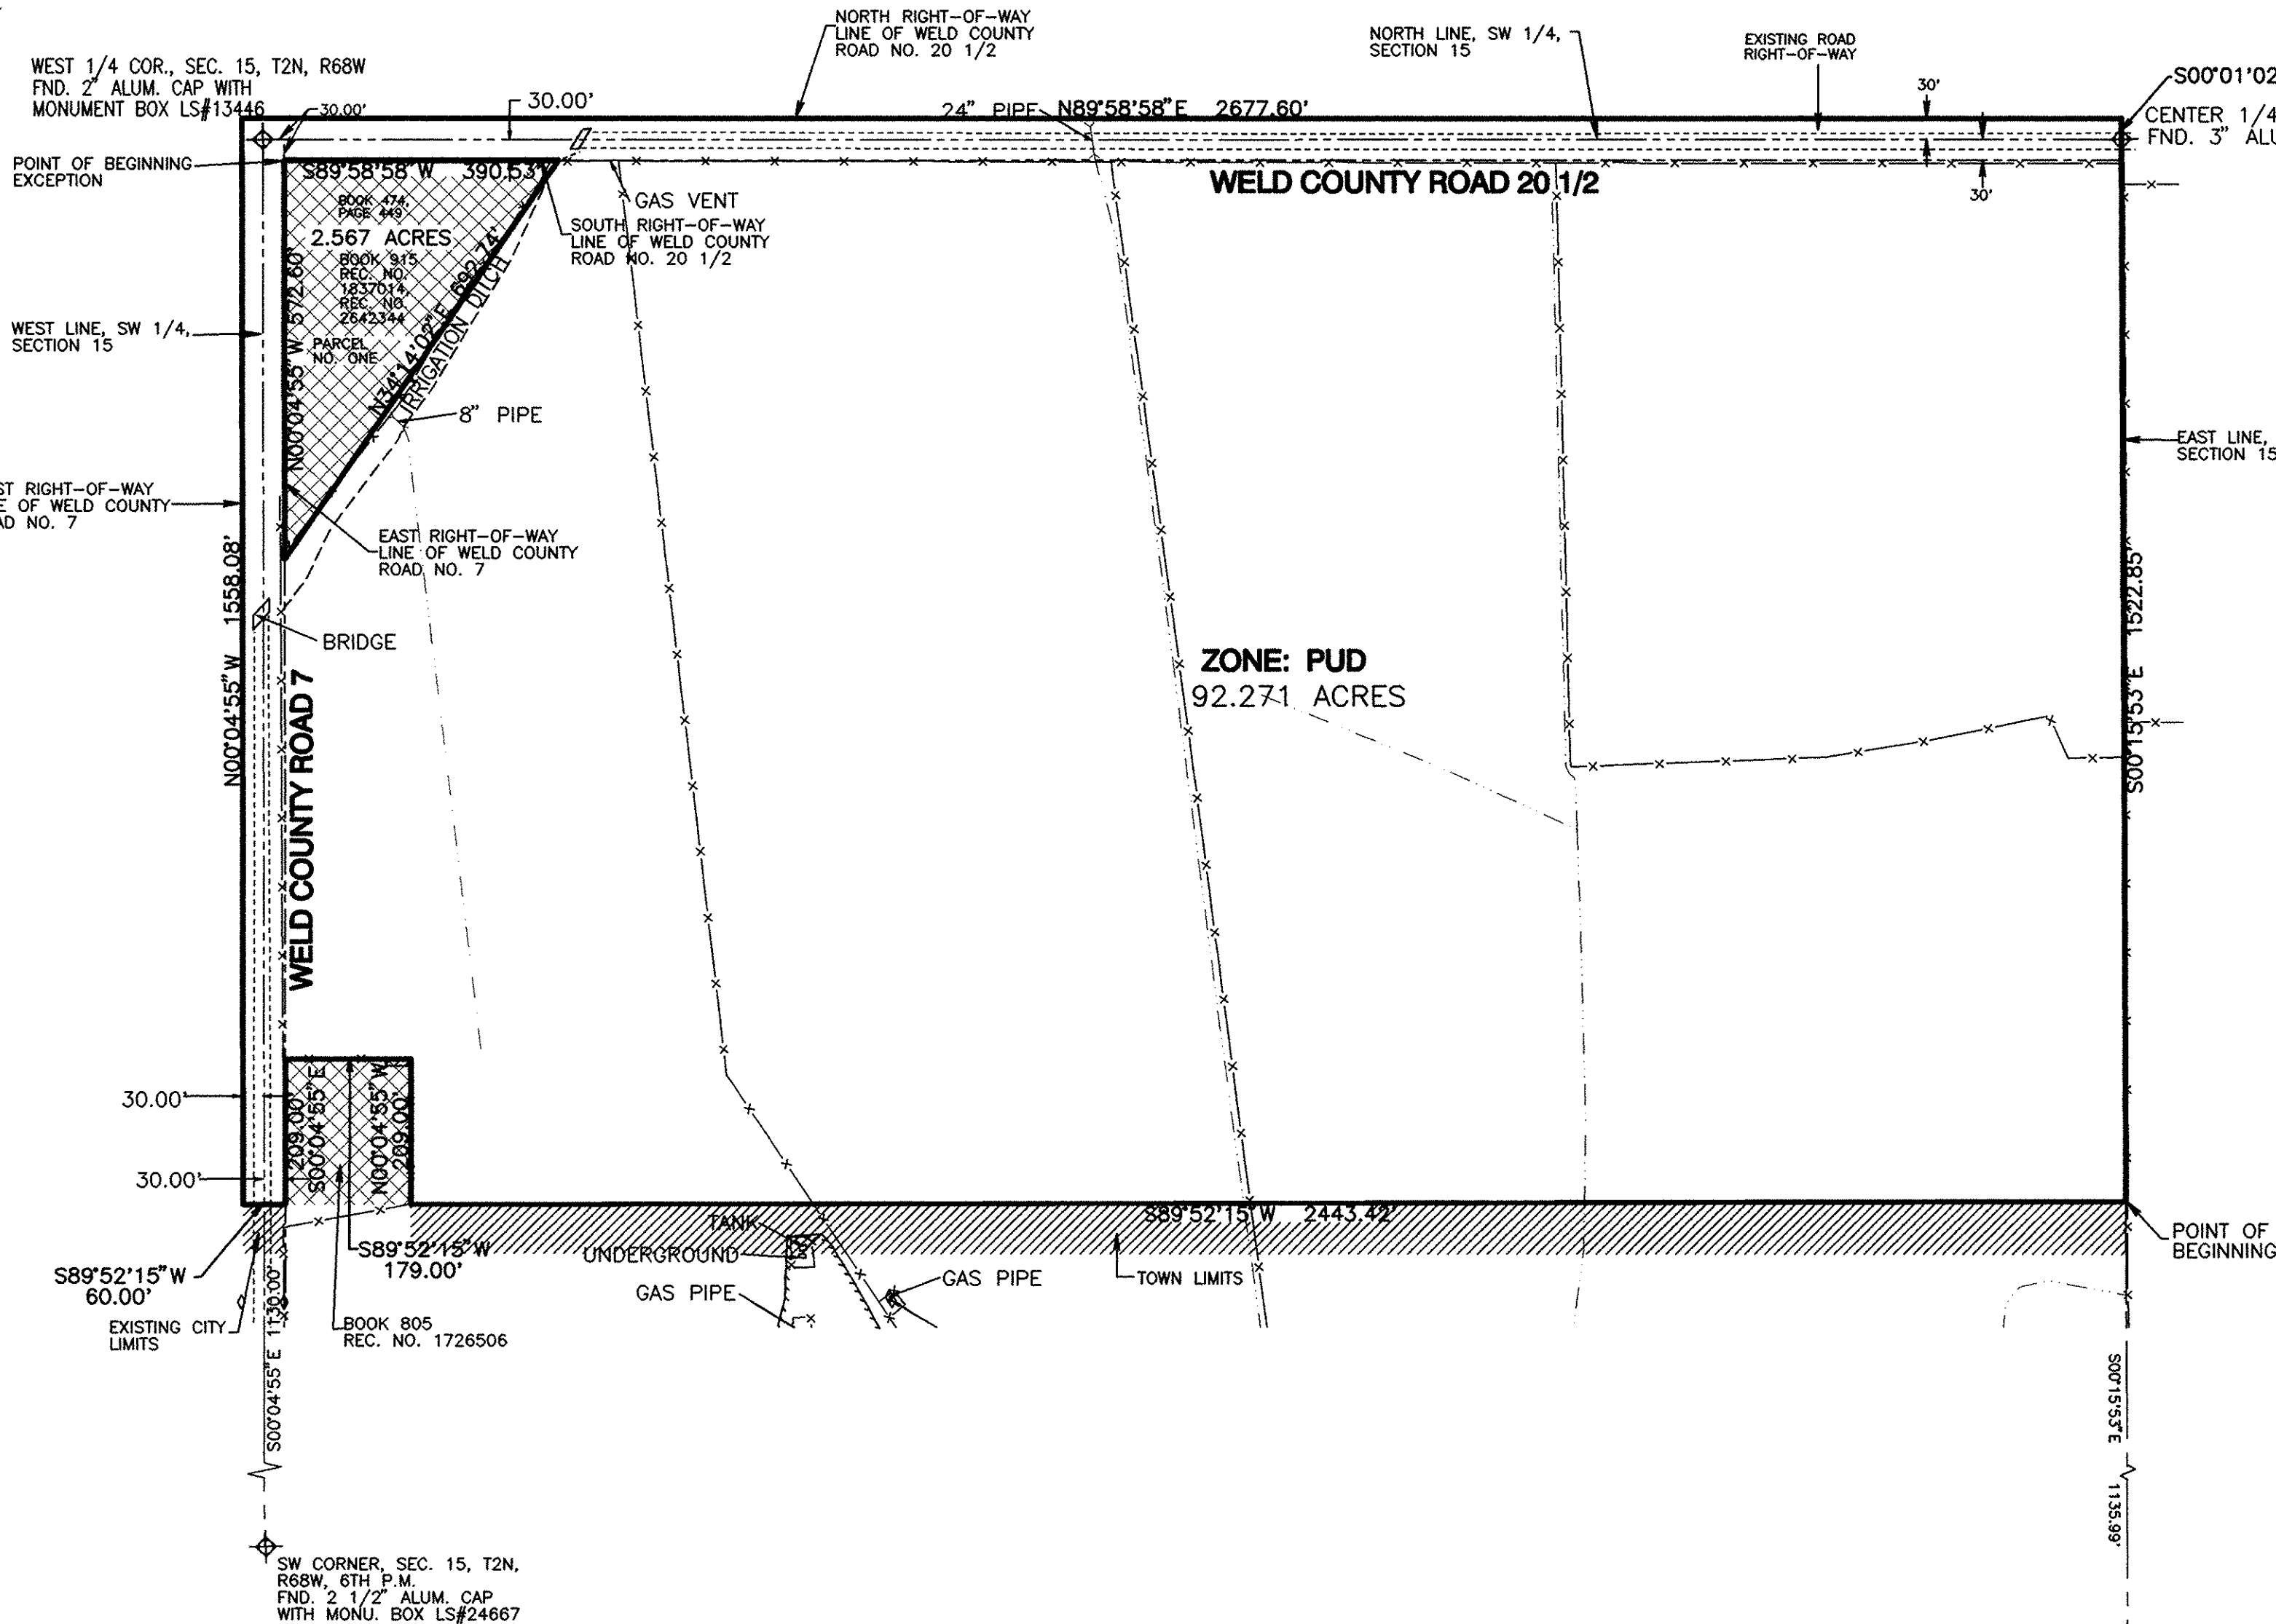 NORTH RIGHT-OF-WAY
LINE OF WELD COUNTY
ROAD NO. 20 1/2
NORTH LINE, SW 1/4,
SECTION 15
EXISTING ROAD
RIGHT-OF-WAY
WEST 1/4 COR., SEC. 15, T2N, R68W
FND. 2" ALUM. CAP WITH
MONUMENT BOX LS#13446
30.00'
30.00'
24" PIPE
N89°58'58"E 2677.60'
30'
S00°01'02
CENTER 1/4
FND. 3"
POINT OF BEGINNING
EXCEPTION
S89°58'58"W 390.53'
WELD COUNTY ROAD 20 1/2
30'
BOOK 474,
PAGE 449
2.567 ACRES
BOOK 915
REC. NO.
1837014,
REC. NO.
2642344
PARCEL
NO. ONE
GAS VENT
SOUTH RIGHT-OF-WAY
LINE OF WELD COUNTY
ROAD NO. 20 1/2
N00°04'55"W 572.60'
N34°14'02"E 692.74'
IRRIGATION DITCH
WEST LINE, SW 1/4,
SECTION 15
8" PIPE
EAST LINE,
SECTION 15
RIGHT-OF-WAY
OF WELD COUNTY
NO. 7
EAST RIGHT-OF-WAY
LINE OF WELD COUNTY
ROAD NO. 7
N00°04'55"W 1558.08'
BRIDGE
WELD COUNTY ROAD 7
ZONE: PUD
92.271 ACRES
S00°15'53"E 1522.85'
30.00'
30.00'
209.00'
S00°04'55"E
N00°04'55"W
209.00'
S89°52'15"W 2443.42'
TANK
UNDERGROUND
GAS PIPE
GAS PIPE
TOWN LIMITS
POINT OF
BEGINNING
S89°52'15"W
179.00'
S89°52'15"W
60.00'
EXISTING CITY
LIMITS
BOOK 805
REC. NO. 1726506
S00°04'55"E 1130.00'
S00°15'53"E 1135.99'
SW CORNER, SEC. 15, T2N,
R68W, 6TH P.M.
FND. 2 1/2" ALUM. CAP
WITH MONU. BOX LS#24667